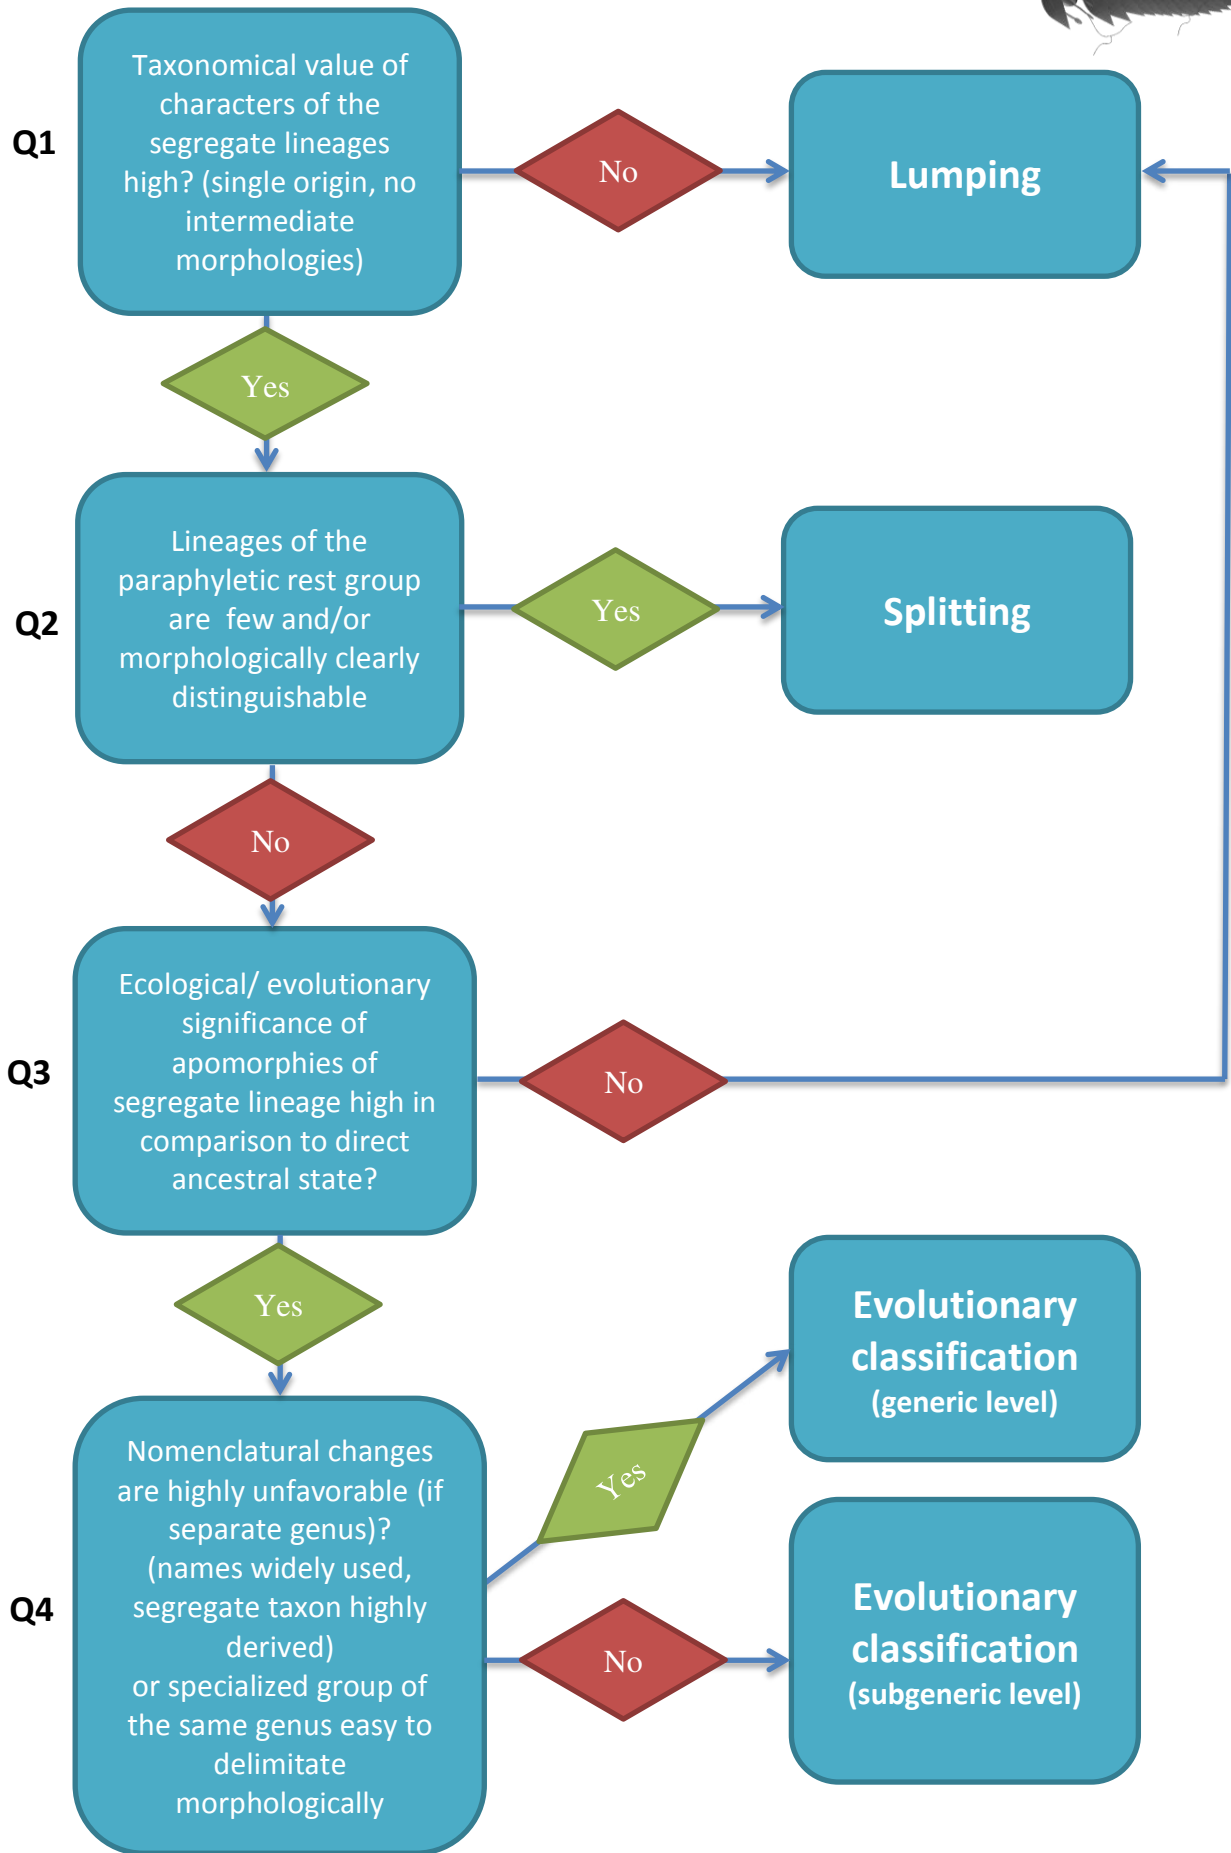 Q1
Taxonomical value of
characters of the
segregate lineages
high? (single origin, no
intermediate
morphologies)
No
Lumping
Yes
Q2
Lineages of the
paraphyletic rest group
are few and/or
morphologically clearly
distinguishable
Yes
Splitting
No
Q3
Ecological/ evolutionary
significance of
apomorphies of
segregate lineage high in
comparison to direct
ancestral state?
No
Yes
Q4
Nomenclatural changes
are highly unfavorable (if
separate genus)?
(names widely used,
segregate taxon highly
derived)
or specialized group of
the same genus easy to
delimitate
morphologically
Yes
Evolutionary
classification
(generic level)
No
Evolutionary
classification
(subgeneric level)